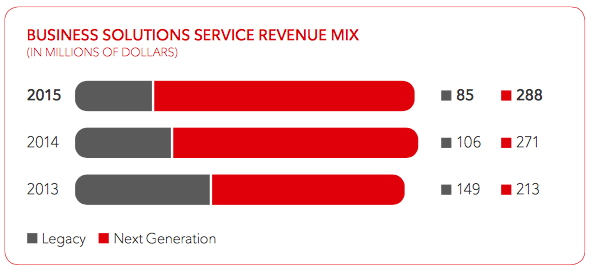 BUSINESS SOLUTIONS SERVICE REVENUE MIX
(IN MILLIONS OF DOLLARS)
2015 85 288
2014 106 271
2013 149 213
Legacy Next Generation